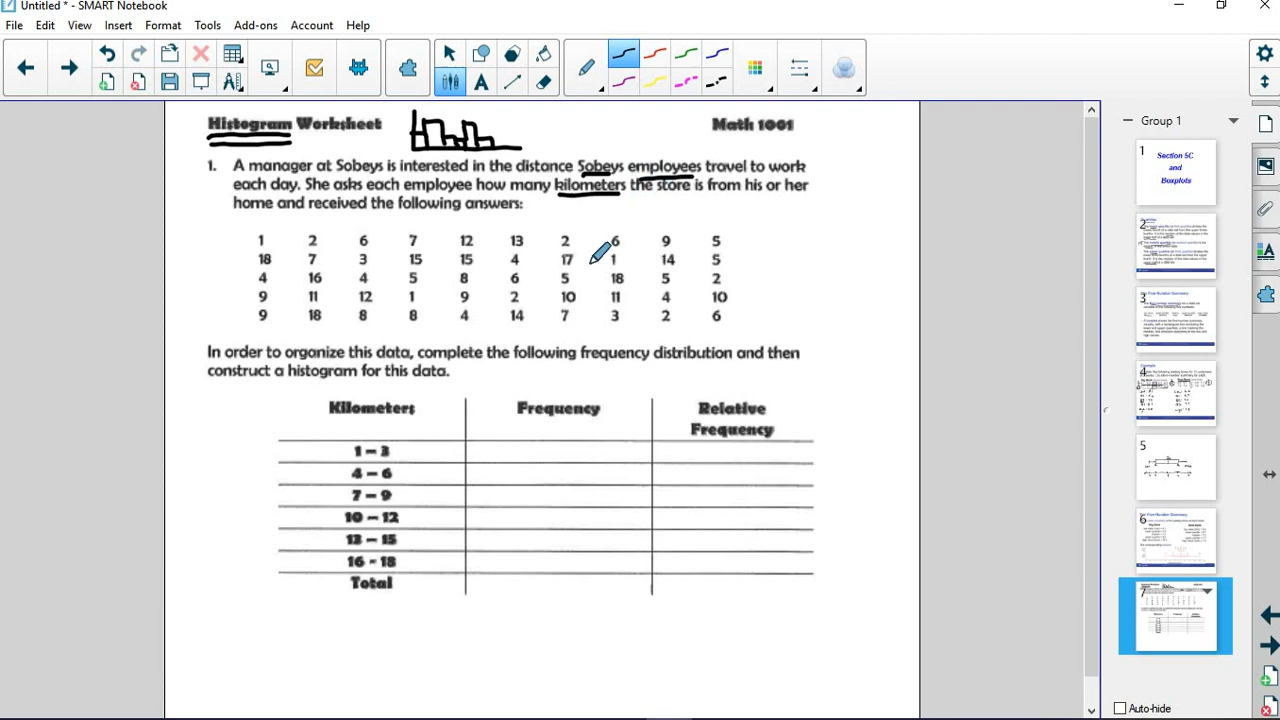 Untitled * - SMART Notebook
File Edit View Insert Format Tools Add-ons Account Help
Histogram Worksheet Math 1001
1. A manager at Sobeys is interested in the distance Sobeys employees travel to work
each day. She asks each employee how many kilometers the store is from his or her
home and received the following answers:
1 2 6 7 12 13 2 6 9 5
18 7 3 15 15 4 17 1 14 5
4 16 4 5 8 6 5 18 5 2
9 11 12 1 9 2 10 11 4 10
9 18 8 8 4 14 7 3 2 6
In order to organize this data, complete the following frequency distribution and then
construct a histogram for this data.
Kilometers Frequency Relative
Frequency
1 – 3
4 – 6
7 – 9
10 – 12
13 – 15
16 - 18
Total
Group 1
1
Section 5C
and
Boxplots
2
3
4
5
6
7
Auto-hide